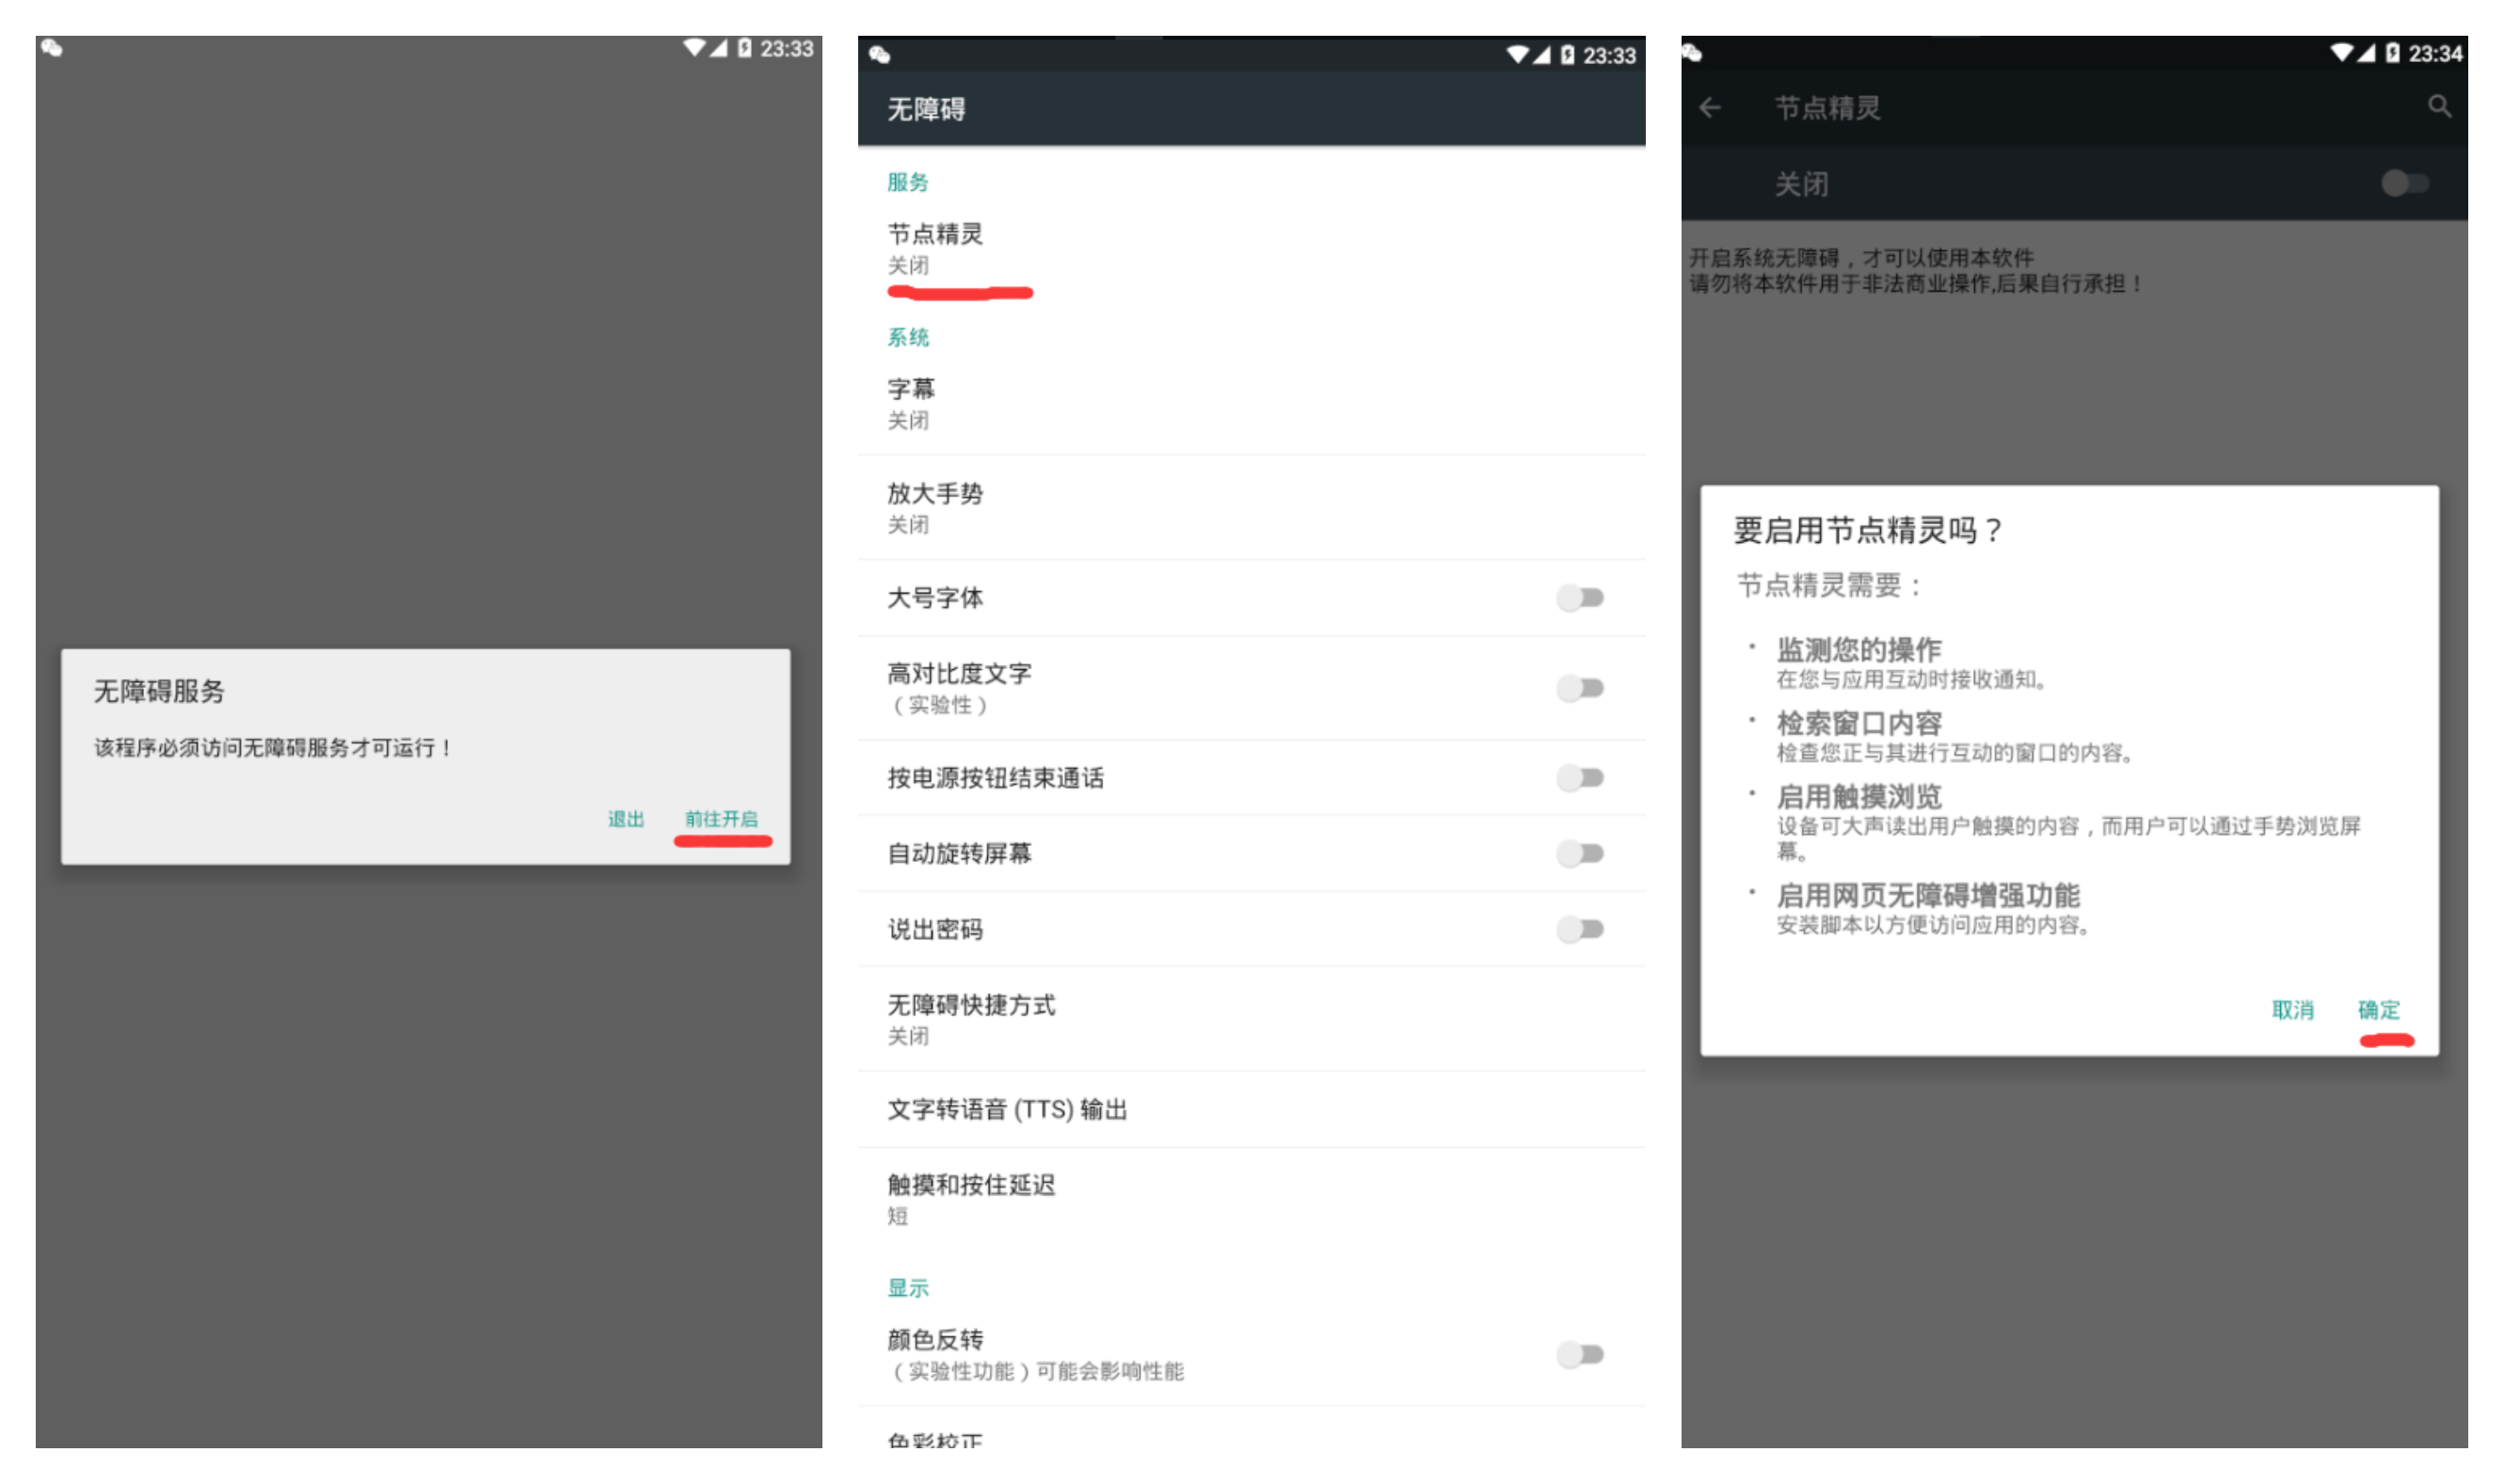 23:33
无障碍服务
该程序必须访问无障碍服务才可运行！
退出 前往开启
23:33
无障碍
服务
节点精灵
关闭
系统
字幕
关闭
放大手势
关闭
大号字体
高对比度文字
（实验性）
按电源按钮结束通话
自动旋转屏幕
说出密码
无障碍快捷方式
关闭
文字转语音 (TTS) 输出
触摸和按住延迟
短
显示
颜色反转
（实验性功能）可能会影响性能
色彩校正
23:34
节点精灵
关闭
开启系统无障碍，才可以使用本软件
请勿将本软件用于非法商业操作,后果自行承担！
要启用节点精灵吗？
节点精灵需要：
· 监测您的操作
在您与应用互动时接收通知。
· 检索窗口内容
检查您正与其进行互动的窗口的内容。
· 启用触摸浏览
设备可大声读出用户触摸的内容，而用户可以通过手势浏览屏
幕。
· 启用网页无障碍增强功能
安装脚本以方便访问应用的内容。
取消 确定